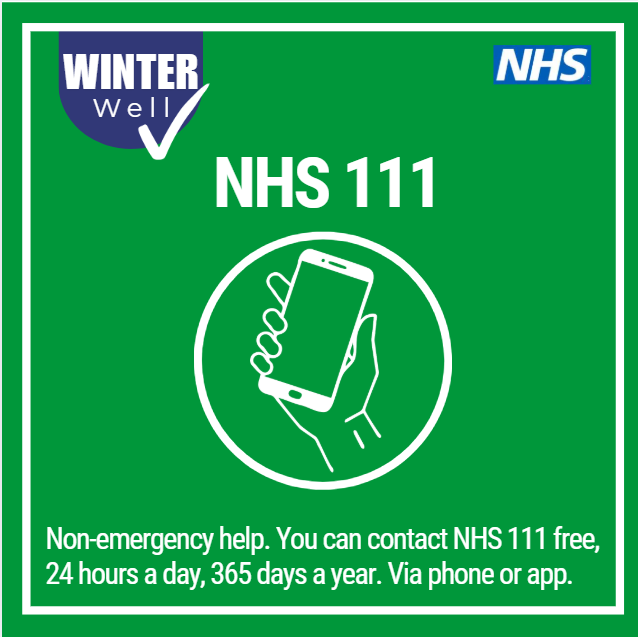 WINTER
Well
NHS
NHS 111
Non-emergency help. You can contact NHS 111 free,
24 hours a day, 365 days a year. Via phone or app.